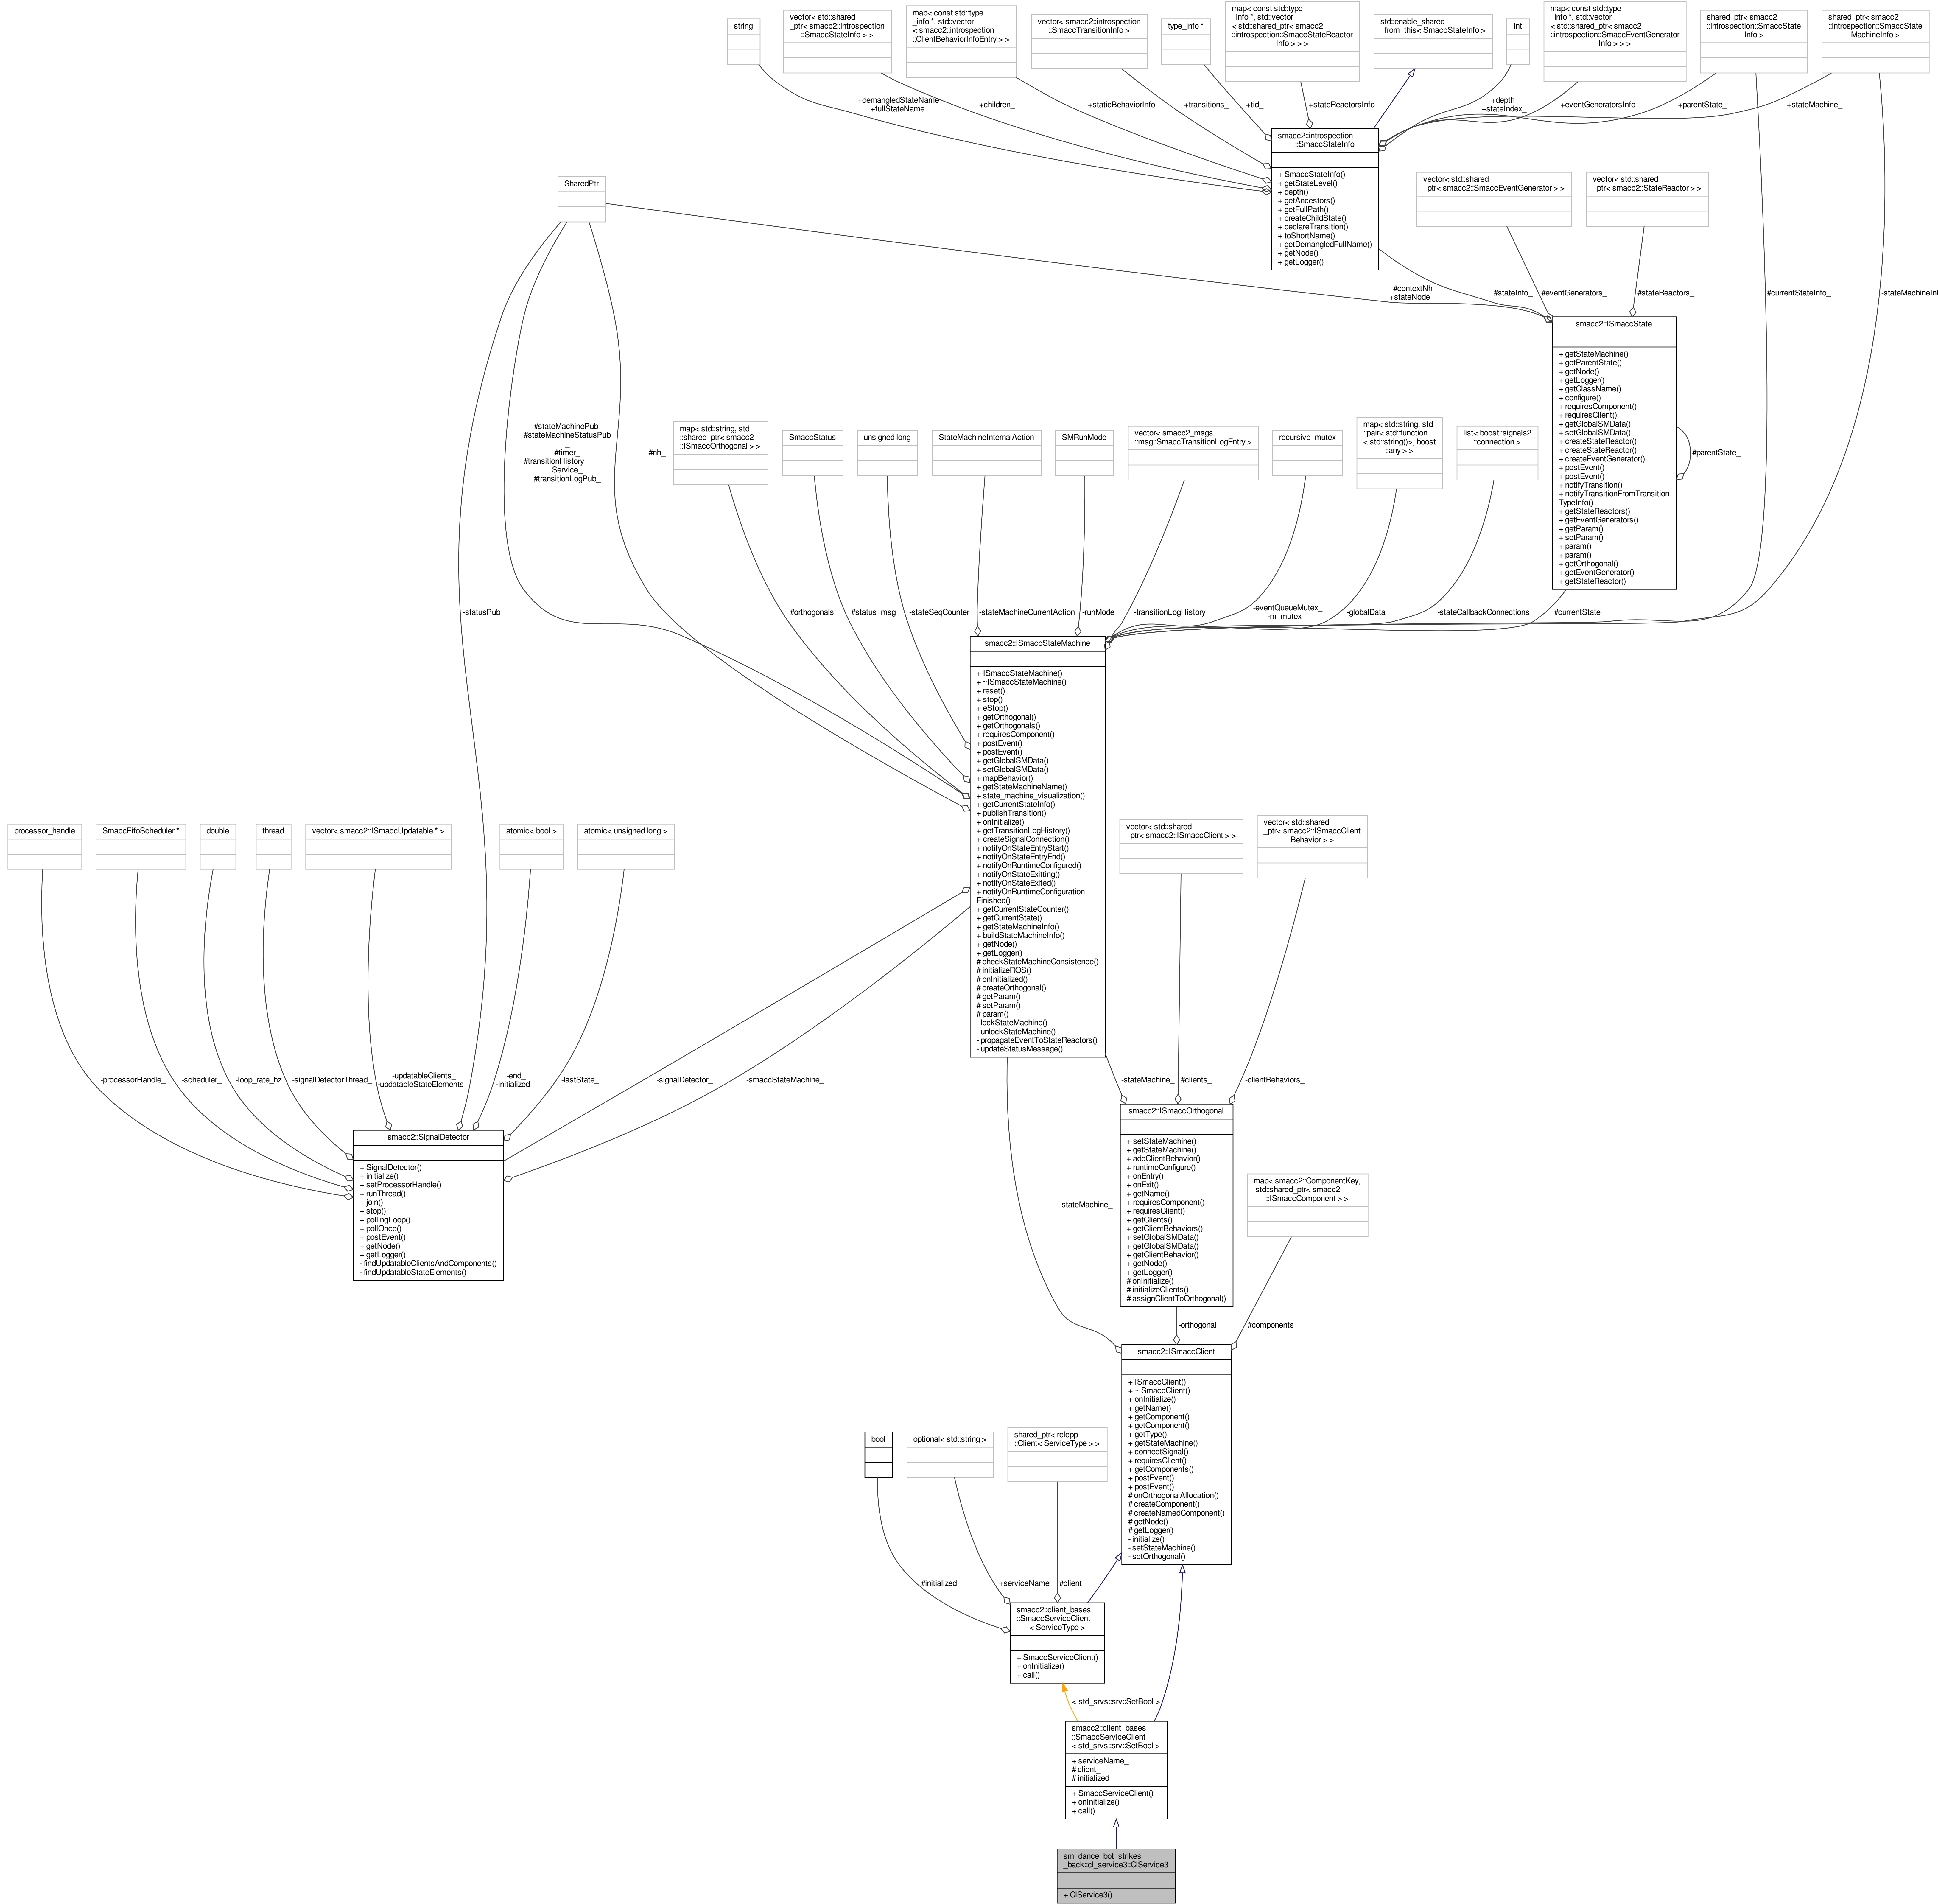 string
vector< std::shared
_ptr< smacc2::introspection
::SmaccStateInfo > >
map< const std::type
_info *, std::vector
< smacc2::introspection
::ClientBehaviorInfoEntry > >
vector< smacc2::introspection
::SmaccTransitionInfo >
type_info *
map< const std::type
_info *, std::vector
< std::shared_ptr< smacc2
::introspection::SmaccStateReactor
Info > > >
std::enable_shared
_from_this< SmaccStateInfo >
int
map< const std::type
_info *, std::vector
< std::shared_ptr< smacc2
::introspection::SmaccEventGenerator
Info > > >
shared_ptr< smacc2
::introspection::SmaccState
Info >
shared_ptr< smacc2
::introspection::SmaccState
MachineInfo >
+demangledStateName
+fullStateName
+children_
+staticBehaviorInfo
+transitions_
+tid_
+stateReactorsInfo
+depth_
+stateIndex_
+eventGeneratorsInfo
+parentState_
+stateMachine_
smacc2::introspection
::SmaccStateInfo
+ SmaccStateInfo()
+ getStateLevel()
+ depth()
+ getAncestors()
+ getFullPath()
+ createChildState()
+ declareTransition()
+ toShortName()
+ getDemangledFullName()
+ getNode()
+ getLogger()
SharedPtr
vector< std::shared
_ptr< smacc2::SmaccEventGenerator > >
vector< std::shared
_ptr< smacc2::StateReactor > >
#contextNh
+stateNode_
#stateInfo_
#eventGenerators_
#stateReactors_
#currentStateInfo_
-stateMachineInf
smacc2::ISmaccState
+ getStateMachine()
+ getParentState()
+ getNode()
+ getLogger()
+ getClassName()
+ configure()
+ requiresComponent()
+ requiresClient()
+ getGlobalSMData()
+ setGlobalSMData()
+ createStateReactor()
+ createStateReactor()
+ createEventGenerator()
+ postEvent()
+ postEvent()
+ notifyTransition()
+ notifyTransitionFromTransition
TypeInfo()
+ getStateReactors()
+ getEventGenerators()
+ getParam()
+ setParam()
+ param()
+ param()
+ getOrthogonal()
+ getEventGenerator()
+ getStateReactor()
#parentState_
#stateMachinePub_
#stateMachineStatusPub
_
#timer_
#transitionHistory
Service_
#transitionLogPub_
#nh_
map< std::string, std
::shared_ptr< smacc2
::ISmaccOrthogonal > >
SmaccStatus
unsigned long
StateMachineInternalAction
SMRunMode
vector< smacc2_msgs
::msg::SmaccTransitionLogEntry >
recursive_mutex
map< std::string, std
::pair< std::function
< std::string()>, boost
::any > >
list< boost::signals2
::connection >
-statusPub_
#orthogonals_
#status_msg_
-stateSeqCounter_
-stateMachineCurrentAction
-runMode_
-transitionLogHistory_
-eventQueueMutex_
-m_mutex_
-globalData_
-stateCallbackConnections
#currentState_
smacc2::ISmaccStateMachine
+ ISmaccStateMachine()
+ ~ISmaccStateMachine()
+ reset()
+ stop()
+ eStop()
+ getOrthogonal()
+ getOrthogonals()
+ requiresComponent()
+ postEvent()
+ postEvent()
+ getGlobalSMData()
+ setGlobalSMData()
+ mapBehavior()
+ getStateMachineName()
+ state_machine_visualization()
+ getCurrentStateInfo()
+ publishTransition()
+ onInitialize()
+ getTransitionLogHistory()
+ createSignalConnection()
+ notifyOnStateEntryStart()
+ notifyOnStateEntryEnd()
+ notifyOnRuntimeConfigured()
+ notifyOnStateExitting()
+ notifyOnStateExited()
+ notifyOnRuntimeConfiguration
Finished()
+ getCurrentStateCounter()
+ getCurrentState()
+ getStateMachineInfo()
+ buildStateMachineInfo()
+ getNode()
+ getLogger()
# checkStateMachineConsistence()
# initializeROS()
# onInitialized()
# createOrthogonal()
# getParam()
# setParam()
# param()
- lockStateMachine()
- unlockStateMachine()
- propagateEventToStateReactors()
- updateStatusMessage()
processor_handle
SmaccFifoScheduler *
double
thread
vector< smacc2::ISmaccUpdatable * >
atomic< bool >
atomic< unsigned long >
vector< std::shared
_ptr< smacc2::ISmaccClient > >
vector< std::shared
_ptr< smacc2::ISmaccClient
Behavior > >
-processorHandle_
-scheduler_
-loop_rate_hz
-signalDetectorThread_
-updatableClients_
-updatableStateElements_
-end_
-initialized_
-lastState_
-signalDetector_
-smaccStateMachine_
-stateMachine_
#clients_
-clientBehaviors_
smacc2::SignalDetector
+ SignalDetector()
+ initialize()
+ setProcessorHandle()
+ runThread()
+ join()
+ stop()
+ pollingLoop()
+ pollOnce()
+ postEvent()
+ getNode()
+ getLogger()
- findUpdatableClientsAndComponents()
- findUpdatableStateElements()
smacc2::ISmaccOrthogonal
+ setStateMachine()
+ getStateMachine()
+ addClientBehavior()
+ runtimeConfigure()
+ onEntry()
+ onExit()
+ getName()
+ requiresComponent()
+ requiresClient()
+ getClients()
+ getClientBehaviors()
+ setGlobalSMData()
+ getGlobalSMData()
+ getClientBehavior()
+ getNode()
+ getLogger()
# onInitialize()
# initializeClients()
# assignClientToOrthogonal()
map< smacc2::ComponentKey,
std::shared_ptr< smacc2
::ISmaccComponent > >
-stateMachine_
-orthogonal_
#components_
smacc2::ISmaccClient
+ ISmaccClient()
+ ~ISmaccClient()
+ onInitialize()
+ getName()
+ getComponent()
+ getComponent()
+ getType()
+ getStateMachine()
+ connectSignal()
+ requiresClient()
+ getComponents()
+ postEvent()
+ postEvent()
# onOrthogonalAllocation()
# createComponent()
# createNamedComponent()
# getNode()
# getLogger()
- initialize()
- setStateMachine()
- setOrthogonal()
bool
optional< std::string >
shared_ptr< rclcpp
::Client< ServiceType > >
#initialized_
+serviceName_
#client_
smacc2::client_bases
::SmaccServiceClient
< ServiceType >
+ SmaccServiceClient()
+ onInitialize()
+ call()
< std_srvs::srv::SetBool >
smacc2::client_bases
::SmaccServiceClient
< std_srvs::srv::SetBool >
+ serviceName_
# client_
# initialized_
+ SmaccServiceClient()
+ onInitialize()
+ call()
sm_dance_bot_strikes
_back::cl_service3::ClService3
+ ClService3()